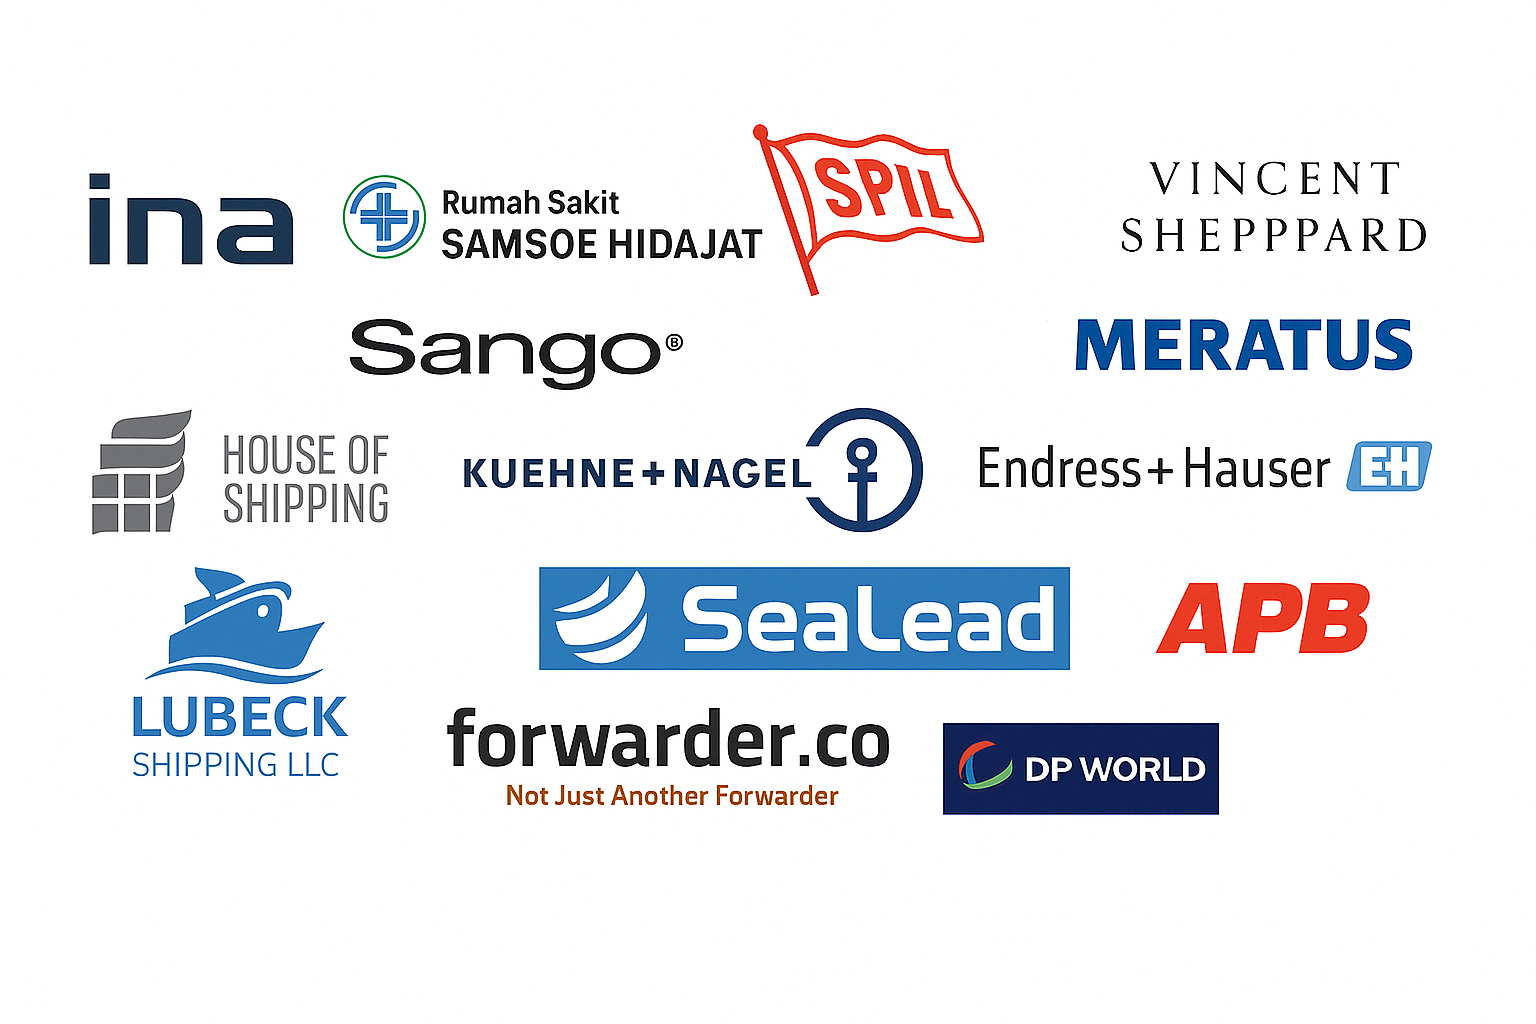 ina
Rumah Sakit
SAMSOE HIDAJAT
SPIL
VINCENT
SHEPPPARD
Sango®
MERATUS
HOUSE OF
SHIPPING
KUEHNE+NAGEL
Endress+Hauser EH
LUBECK
SHIPPING LLC
SeaLead
APB
forwarder.co
Not Just Another Forwarder
DP WORLD